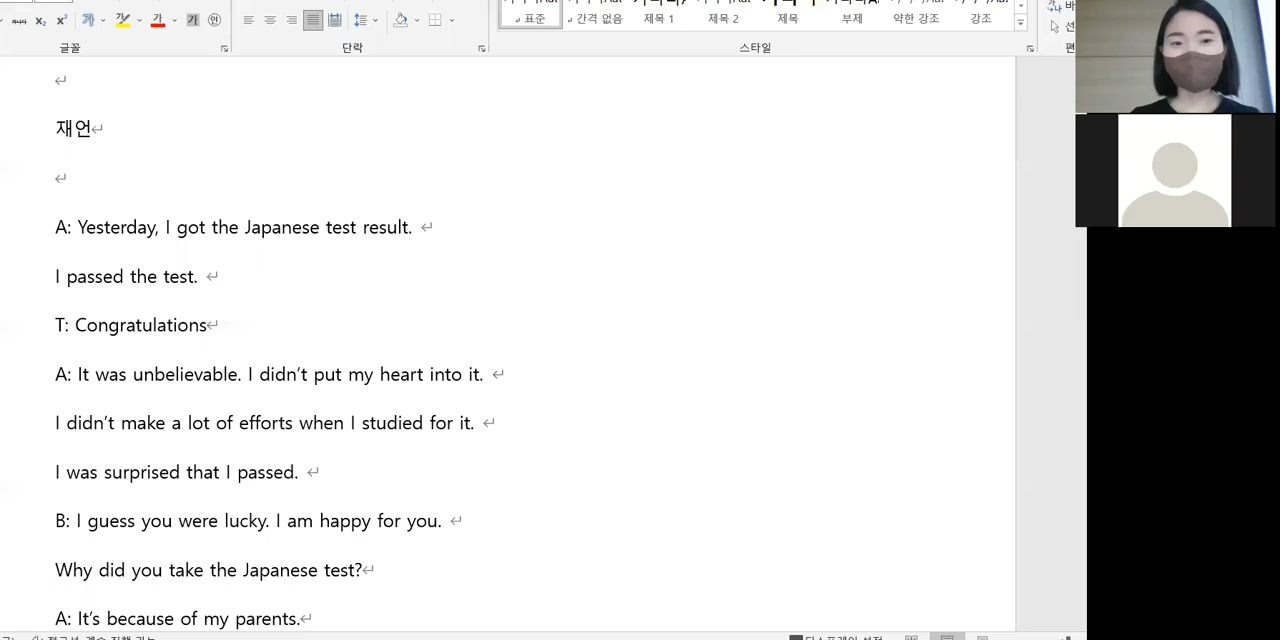 글꼴
단락
표준
간격 없음
제목 1
제목 2
제목
부제
약한 강조
강조
스타일
재언
A: Yesterday, I got the Japanese test result.
I passed the test.
T: Congratulations
A: It was unbelievable. I didn't put my heart into it.
I didn't make a lot of efforts when I studied for it.
I was surprised that I passed.
B: I guess you were lucky. I am happy for you.
Why did you take the Japanese test?
A: It's because of my parents.